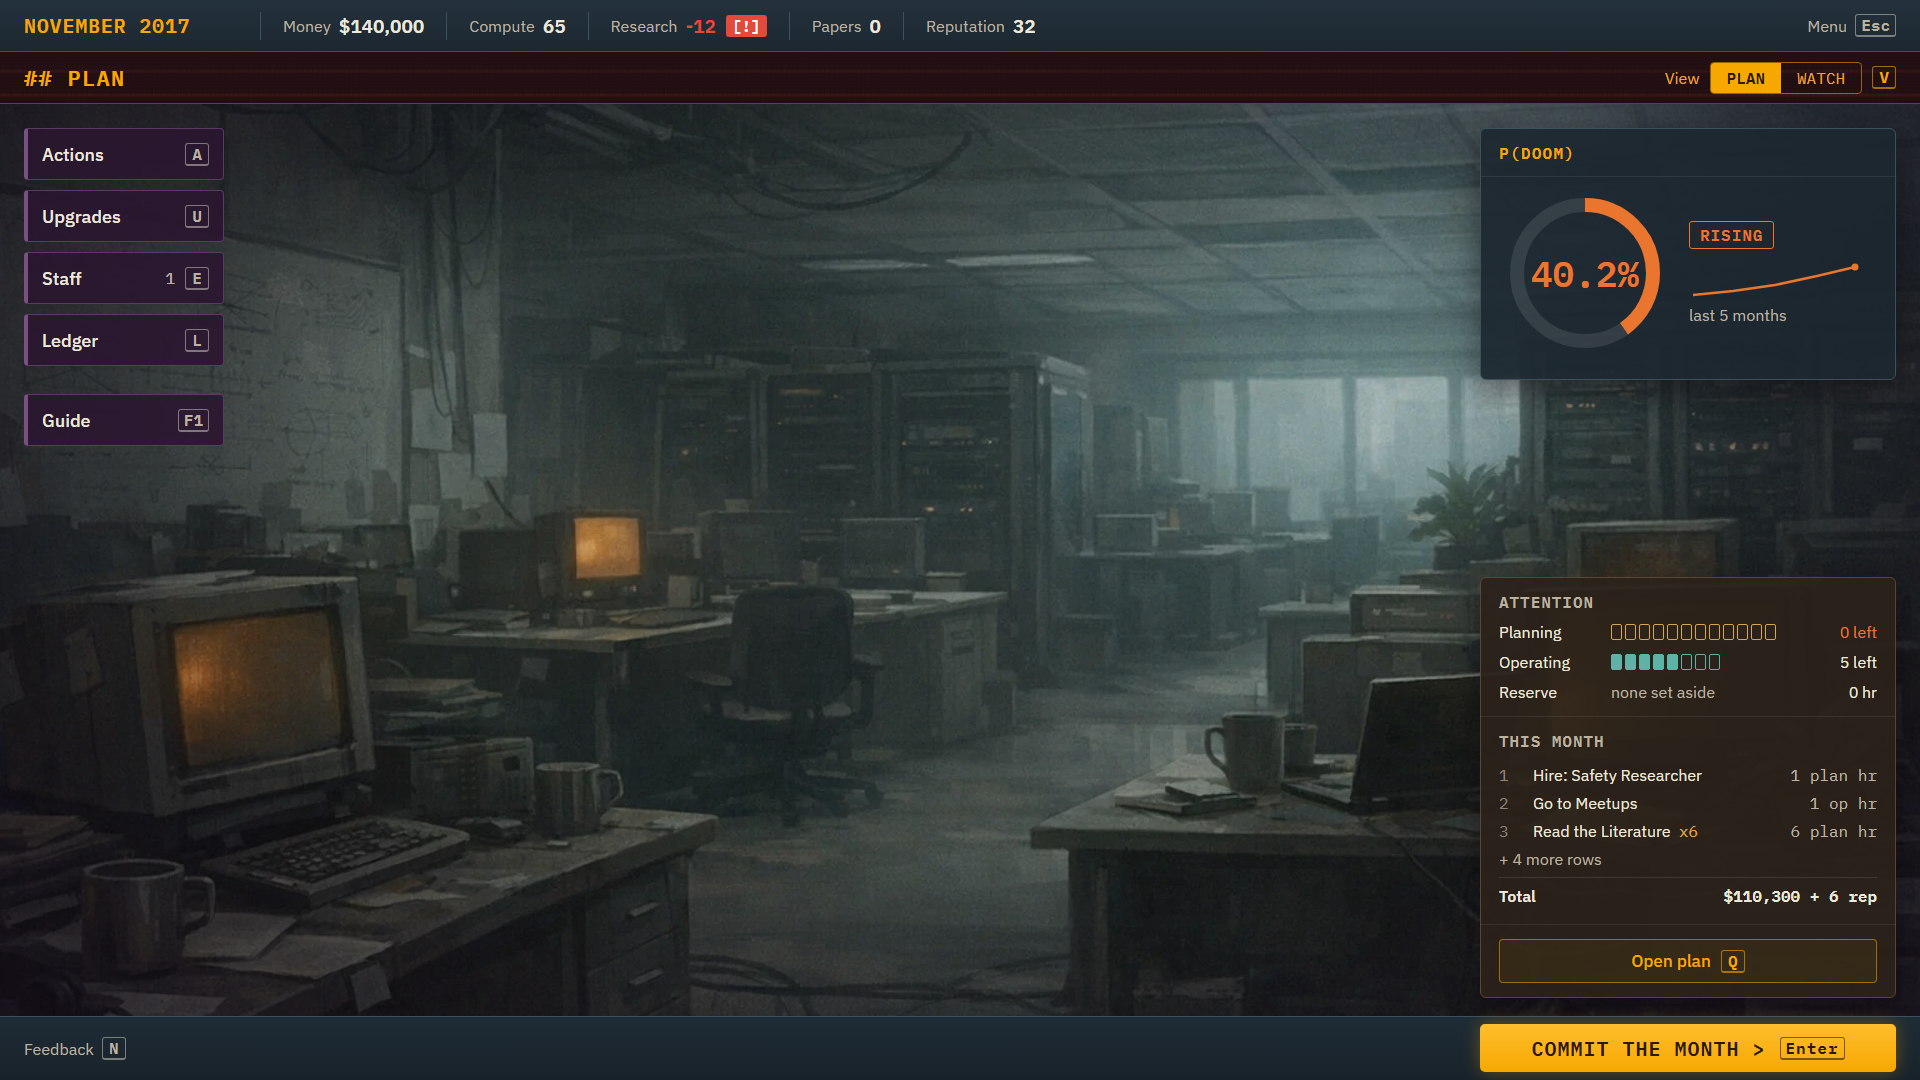 NOVEMBER 2017 Money $140,000 Compute 65 Research -12 [!] Papers 0 Reputation 32 Menu Esc
## PLAN View PLAN WATCH V
Actions A
Upgrades U
Staff 1 E
Ledger L
Guide F1
P(DOOM)
40.2%
RISING
last 5 months
ATTENTION
Planning 0 left
Operating 5 left
Reserve none set aside 0 hr
THIS MONTH
1 Hire: Safety Researcher 1 plan hr
2 Go to Meetups 1 op hr
3 Read the Literature x6 6 plan hr
+ 4 more rows
Total $110,300 + 6 rep
Open plan Q
Feedback N
COMMIT THE MONTH > Enter